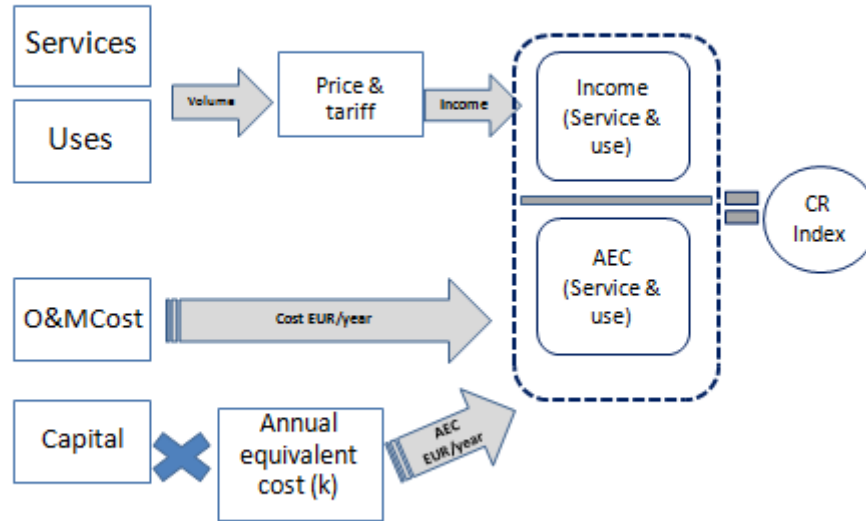 Services
Uses
Volume
Price &
tariff
Income
Income
(Service &
use)
AEC
(Service &
use)
CR
Index
O&MCost
Cost EUR/year
Capital
Annual
equivalent
cost (k)
AEC
EUR/year